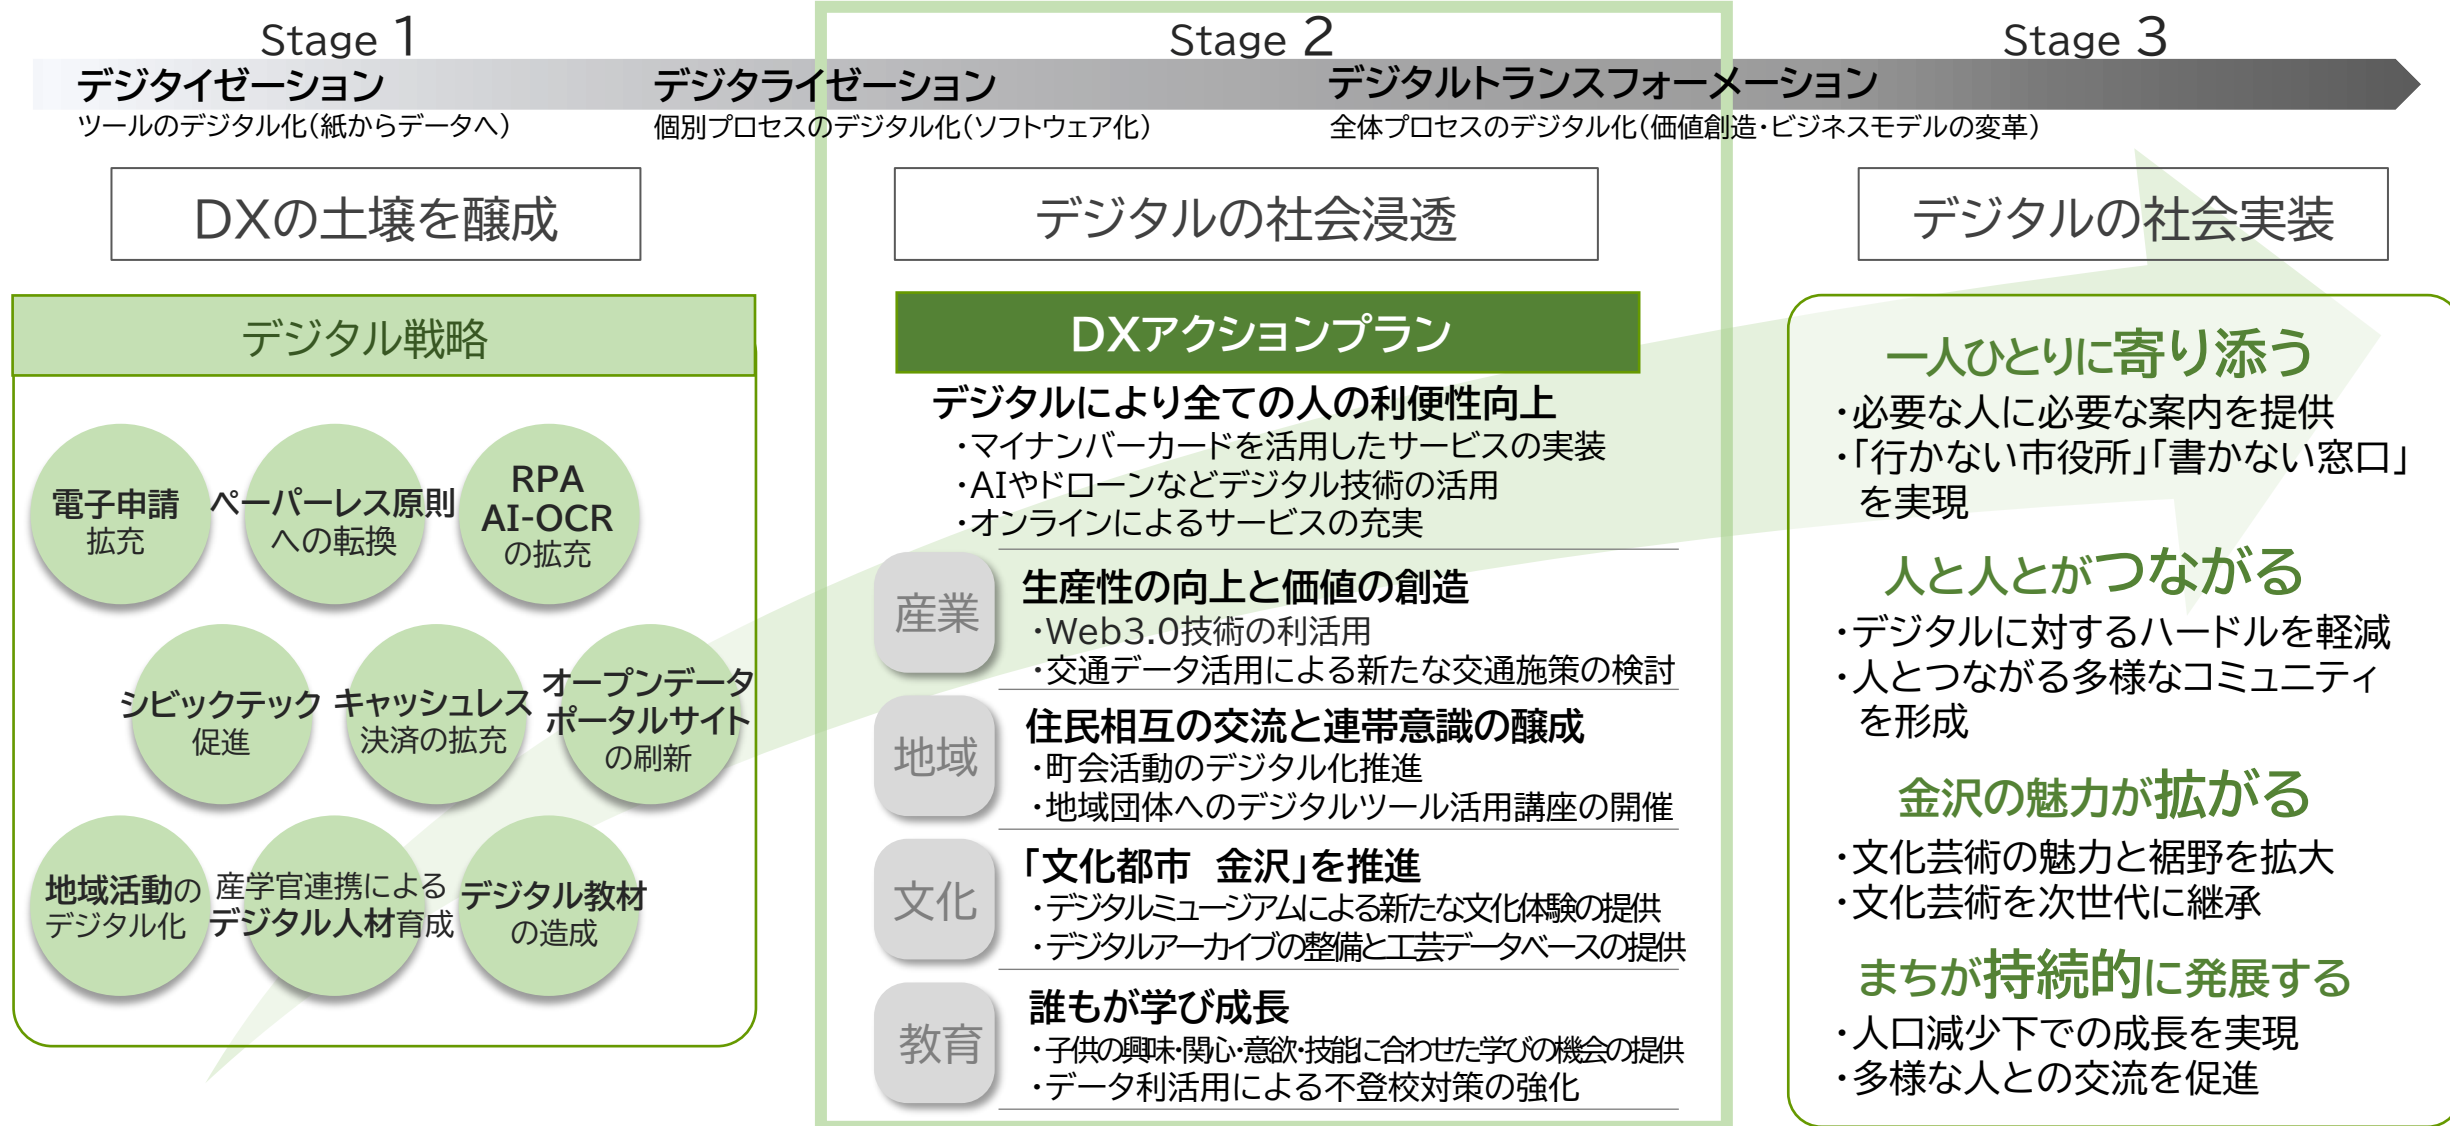 Stage 1
Stage 2
Stage 3
デジタイゼーション
デジタライゼーション
デジタルトランスフォーメーション
ツールのデジタル化(紙からデータへ)
個別プロセスのデジタル化(ソフトウェア化)
全体プロセスのデジタル化(価値創造・ビジネスモデルの変革)
DXの土壌を醸成
デジタルの社会浸透
デジタルの社会実装
デジタル戦略
電子申請
拡充
ペーパーレス原則
への転換
RPA
AI-OCR
の拡充
シビックテック
促進
キャッシュレス
決済の拡充
オープンデータ
ポータルサイト
の刷新
地域活動の
デジタル化
産学官連携による
デジタル人材育成
デジタル教材
の造成
DXアクションプラン
デジタルにより全ての人の利便性向上
・マイナンバーカードを活用したサービスの実装
・AIやドローンなどデジタル技術の活用
・オンラインによるサービスの充実
産業
生産性の向上と価値の創造
・Web3.0技術の利活用
・交通データ活用による新たな交通施策の検討
地域
住民相互の交流と連帯意識の醸成
・町会活動のデジタル化推進
・地域団体へのデジタルツール活用講座の開催
文化
「文化都市　金沢」を推進
・デジタルミュージアムによる新たな文化体験の提供
・デジタルアーカイブの整備と工芸データベースの提供
教育
誰もが学び成長
・子供の興味・関心・意欲・技能に合わせた学びの機会の提供
・データ利活用による不登校対策の強化
一人ひとりに寄り添う
・必要な人に必要な案内を提供
・「行かない市役所」「書かない窓口」
を実現
人と人とがつながる
・デジタルに対するハードルを軽減
・人とつながる多様なコミュニティ
を形成
金沢の魅力が拡がる
・文化芸術の魅力と裾野を拡大
・文化芸術を次世代に継承
まちが持続的に発展する
・人口減少下での成長を実現
・多様な人との交流を促進